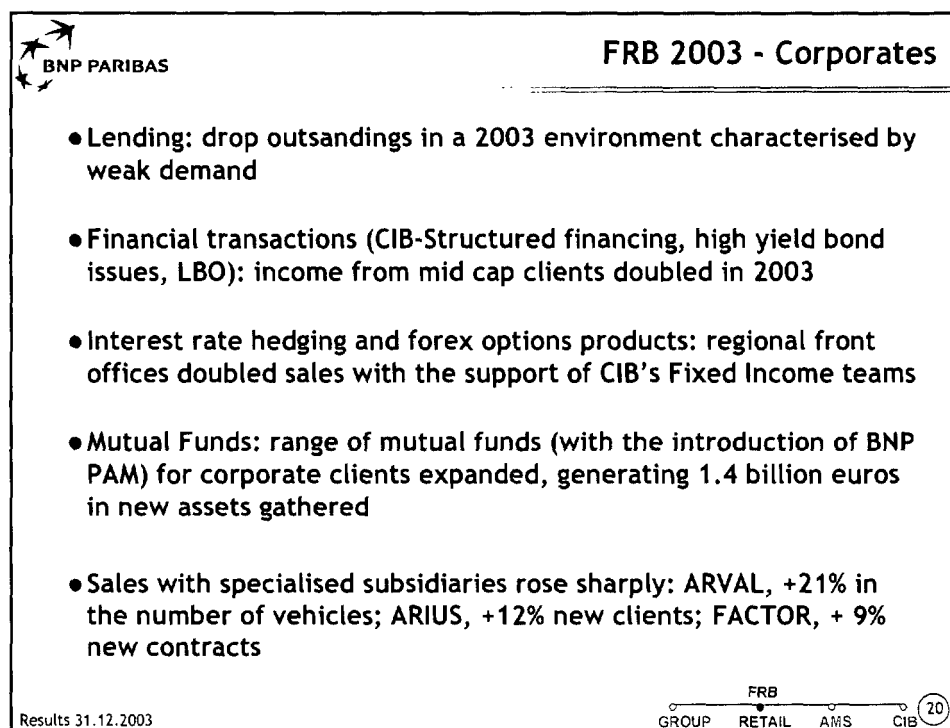 BNP PARIBAS
FRB 2003 - Corporates
● Lending: drop outsandings in a 2003 environment characterised by
weak demand
● Financial transactions (CIB-Structured financing, high yield bond
issues, LBO): income from mid cap clients doubled in 2003
● Interest rate hedging and forex options products: regional front
offices doubled sales with the support of CIB's Fixed Income teams
● Mutual Funds: range of mutual funds (with the introduction of BNP
PAM) for corporate clients expanded, generating 1.4 billion euros
in new assets gathered
● Sales with specialised subsidiaries rose sharply: ARVAL, +21% in
the number of vehicles; ARIUS, +12% new clients; FACTOR, + 9%
new contracts
Results 31.12.2003
FRB
GROUP RETAIL AMS CIB 20